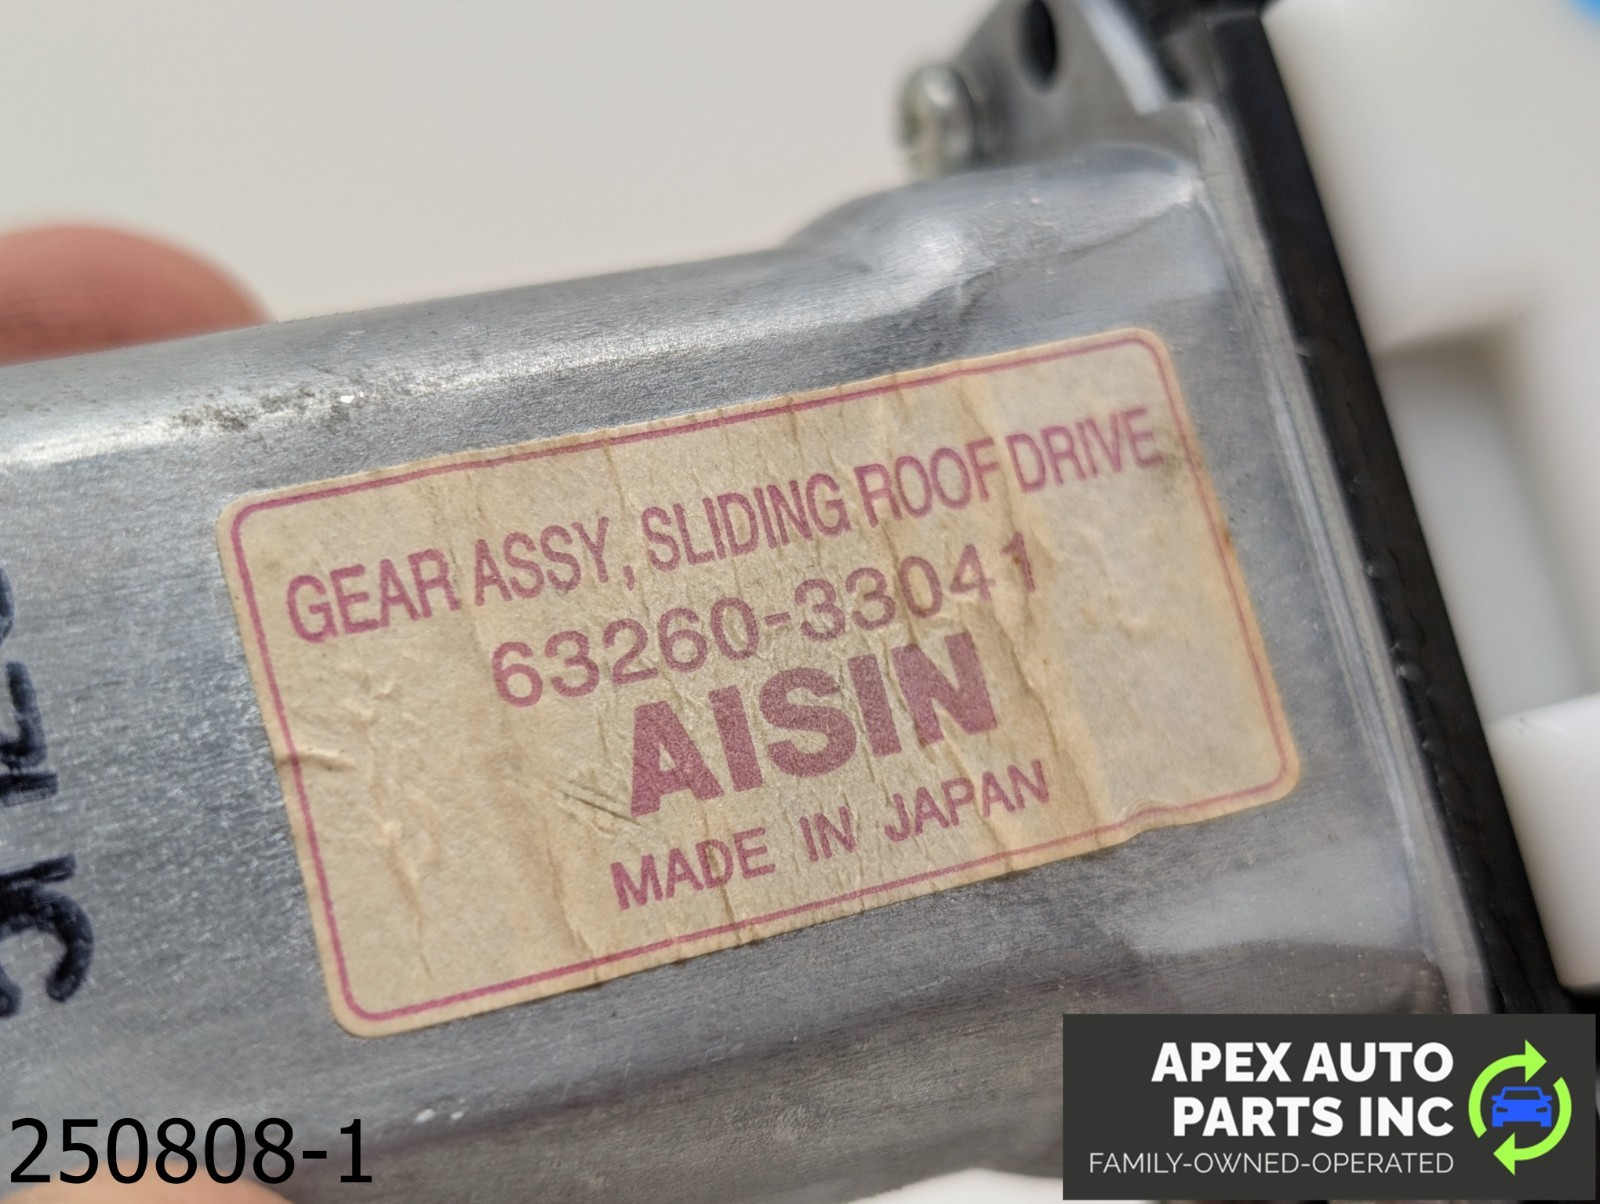 GEAR ASSY, SLIDING ROOF DRIVE
63260-33041
AISIN
MADE IN JAPAN
250808-1
APEX AUTO
PARTS INC
FAMILY-OWNED-OPERATED